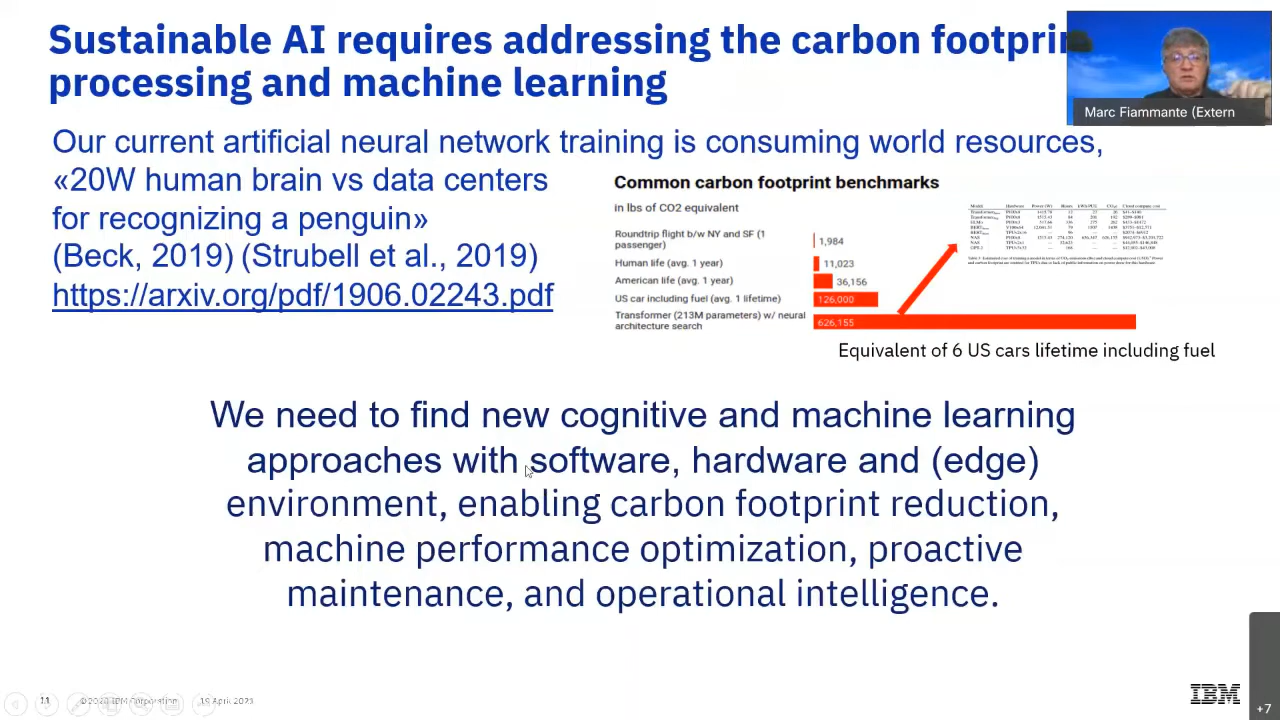 Sustainable AI requires addressing the carbon
processing and machine learning
Marc Fiammante (Extern
Our current artificial neural network training is consuming world resources,
«20W human brain vs data centers
for recognizing a penguin»
(Beck, 2019) (Strubell et al., 2019)
https://arxiv.org/pdf/1906.02243.pdf
Common carbon footprint benchmarks
in lbs of CO2 equivalent
Roundtrip flight b/w NY and SF (1
passenger)
1,984
Human life (avg. 1 year)
11,023
American life (avg. 1 year)
36,156
US car including fuel (avg. 1 lifetime)
126,000
Transformer (213M parameters) w/ neural
architecture search
626,155
Equivalent of 6 US cars lifetime including fuel
We need to find new cognitive and machine learning
approaches with software, hardware and (edge)
environment, enabling carbon footprint reduction,
machine performance optimization, proactive
maintenance, and operational intelligence.
11
IBM Corporation
April
IBM
+7